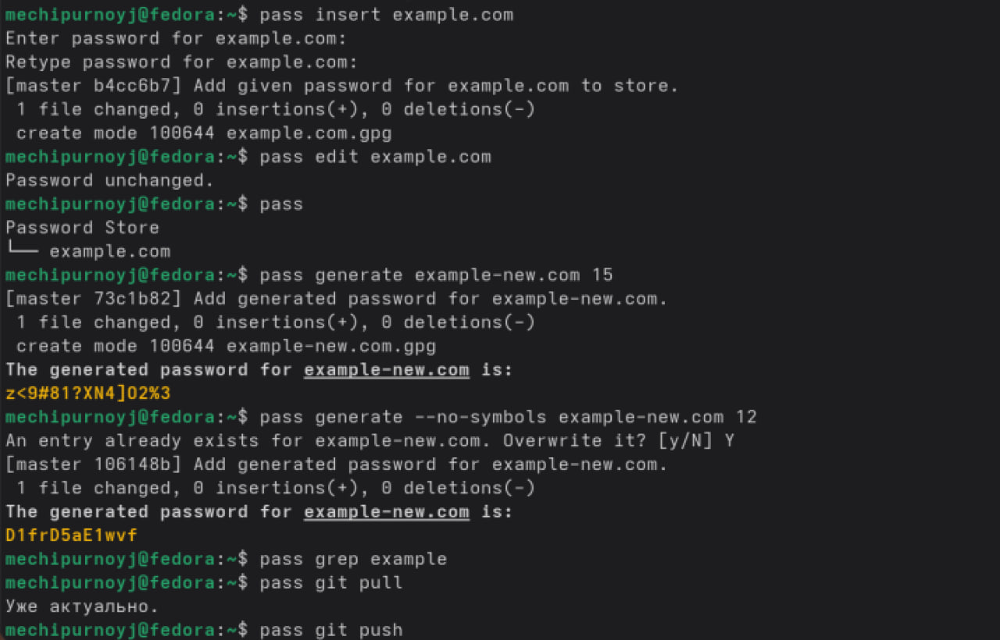 mechipurnoyj@fedora:~$ pass insert example.com
Enter password for example.com:
Retype password for example.com:
[master b4cc6b7] Add given password for example.com to store.
 1 file changed, 0 insertions(+), 0 deletions(-)
 create mode 100644 example.com.gpg
mechipurnoyj@fedora:~$ pass edit example.com
Password unchanged.
mechipurnoyj@fedora:~$ pass
Password Store
└── example.com
mechipurnoyj@fedora:~$ pass generate example-new.com 15
[master 73c1b82] Add generated password for example-new.com.
 1 file changed, 0 insertions(+), 0 deletions(-)
 create mode 100644 example-new.com.gpg
The generated password for example-new.com is:
z<9#81?XN4]O2%3
mechipurnoyj@fedora:~$ pass generate --no-symbols example-new.com 12
An entry already exists for example-new.com. Overwrite it? [y/N] Y
[master 106148b] Add generated password for example-new.com.
 1 file changed, 0 insertions(+), 0 deletions(-)
The generated password for example-new.com is:
D1frD5aE1wvf
mechipurnoyj@fedora:~$ pass grep example
mechipurnoyj@fedora:~$ pass git pull
Уже актуально.
mechipurnoyj@fedora:~$ pass git push